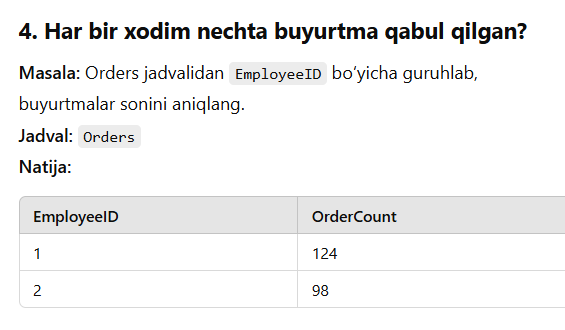 4. Har bir xodim nechta buyurtma qabul qilgan?
Masala: Orders jadvalidan EmployeeID bo‘yicha guruhlab,
buyurtmalar sonini aniqlang.
Jadval: Orders
Natija:
EmployeeID OrderCount
1 124
2 98